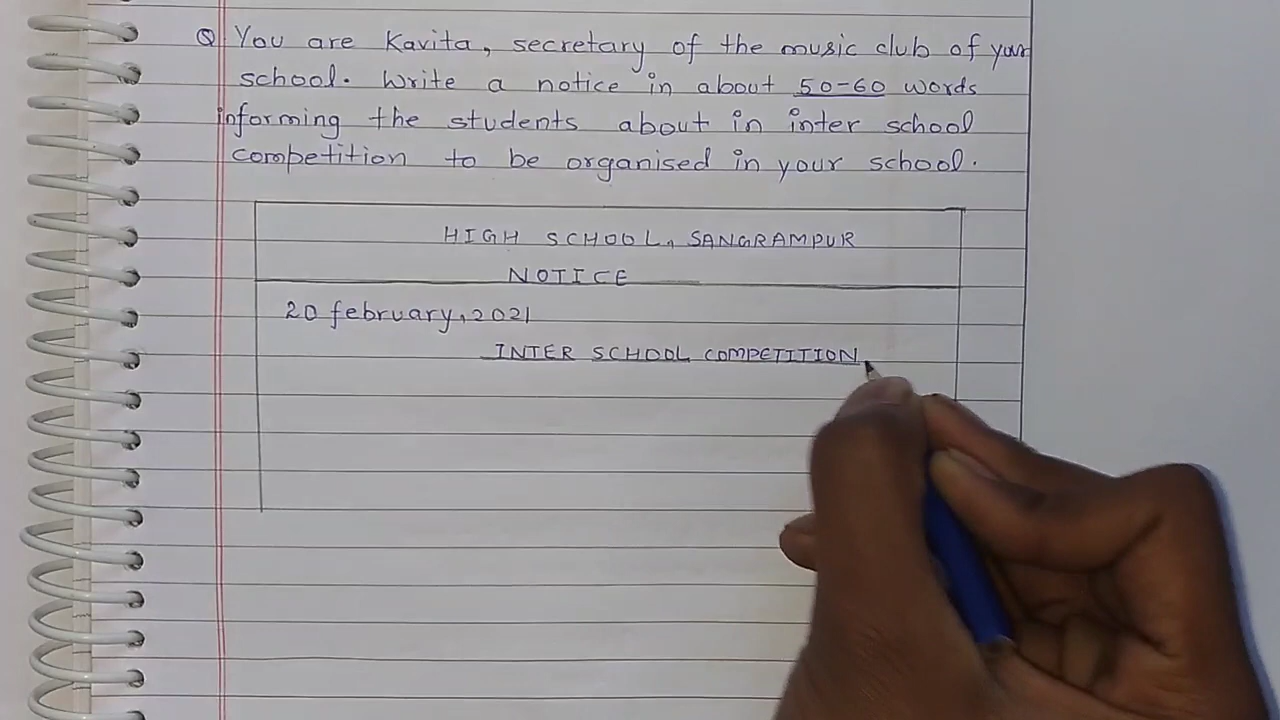 Q You are Kavita, secretary of the music club of your
school. Write a notice in about 50-60 words
informing the students about in inter school
competition to be organised in your school.
HIGH SCHOOL, SANGRAMPUR
NOTICE
20 february, 2021
INTER SCHOOL COMPETITION